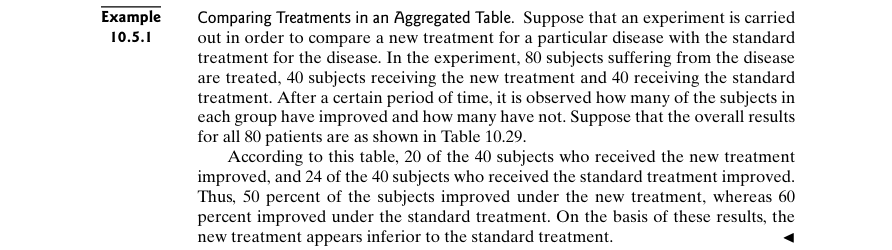 Example
10.5.1
Comparing Treatments in an Aggregated Table. Suppose that an experiment is carried
out in order to compare a new treatment for a particular disease with the standard
treatment for the disease. In the experiment, 80 subjects suffering from the disease
are treated, 40 subjects receiving the new treatment and 40 receiving the standard
treatment. After a certain period of time, it is observed how many of the subjects in
each group have improved and how many have not. Suppose that the overall results
for all 80 patients are as shown in Table 10.29.
According to this table, 20 of the 40 subjects who received the new treatment
improved, and 24 of the 40 subjects who received the standard treatment improved.
Thus, 50 percent of the subjects improved under the new treatment, whereas 60
percent improved under the standard treatment. On the basis of these results, the
new treatment appears inferior to the standard treatment. ◄